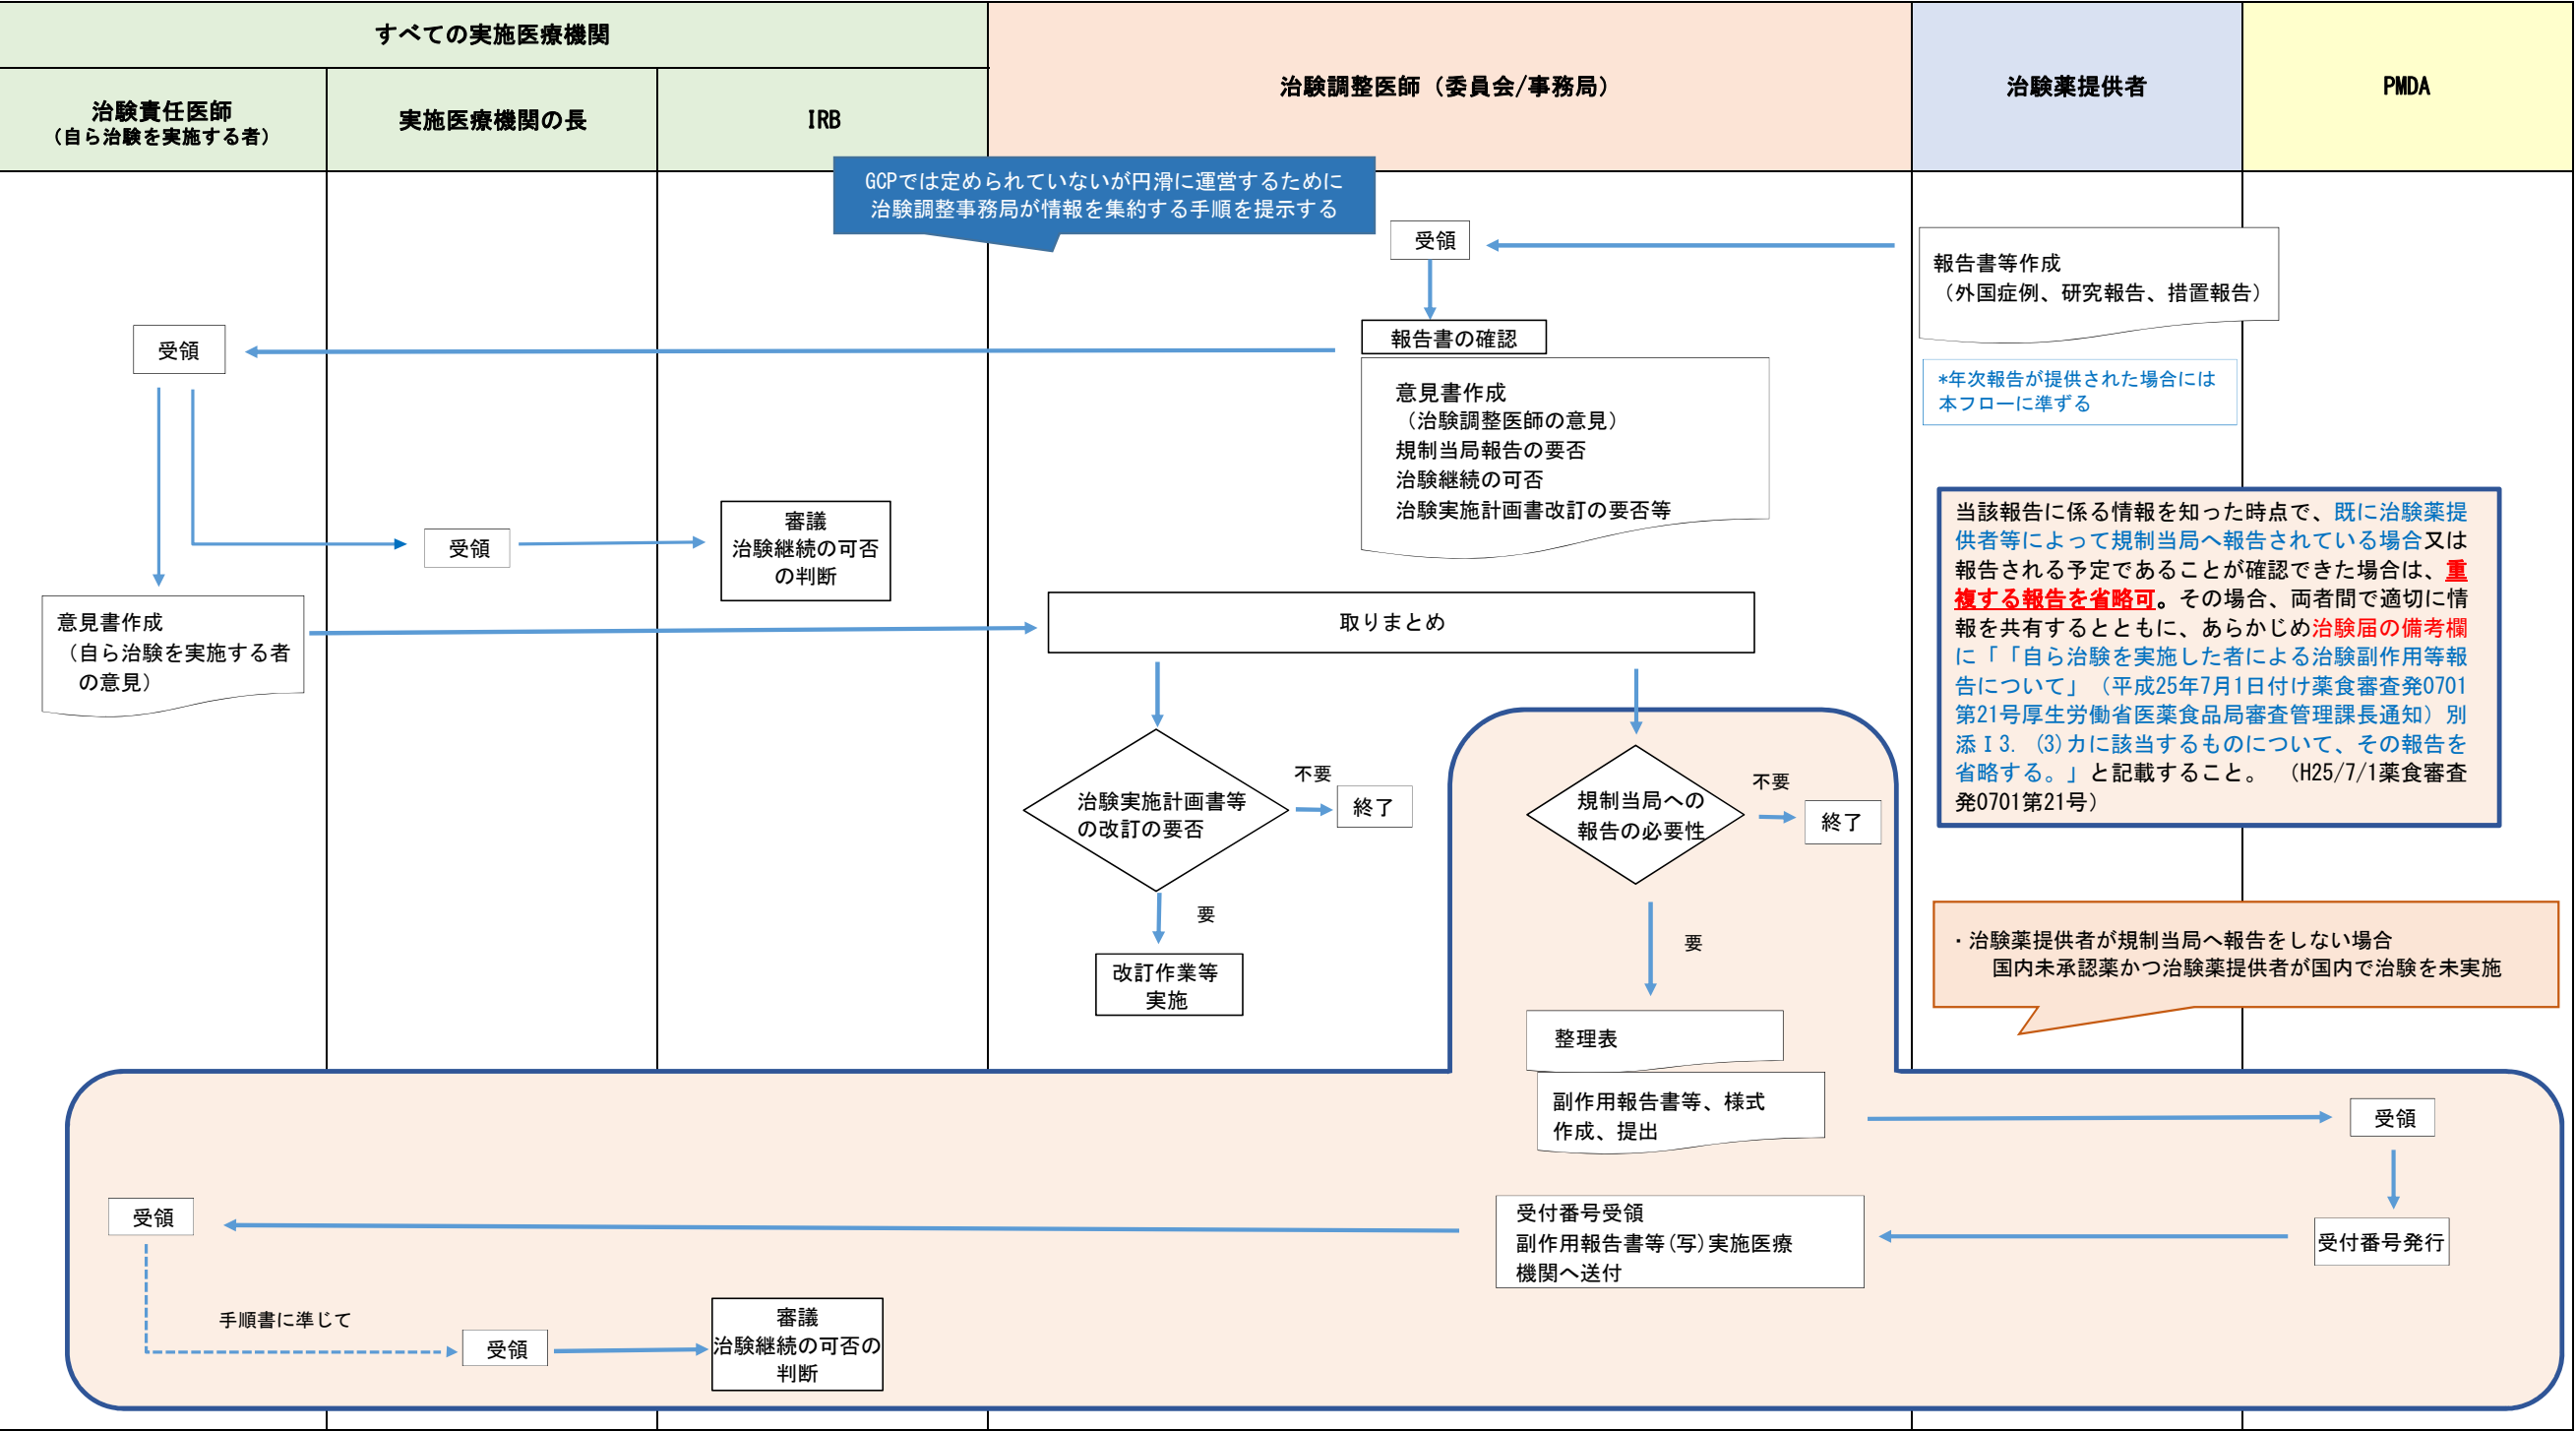 すべての実施医療機関
治験責任医師
（自ら治験を実施する者）
実施医療機関の長
IRB
治験調整医師（委員会/事務局）
治験薬提供者
PMDA
GCPでは定められていないが円滑に運営するために
治験調整事務局が情報を集約する手順を提示する
受領
報告書等作成
（外国症例、研究報告、措置報告）
報告書の確認
受領
*年次報告が提供された場合には
本フローに準ずる
意見書作成
（治験調整医師の意見）
規制当局報告の要否
治験継続の可否
治験実施計画書改訂の要否等
受領
審議
治験継続の可否
の判断
当該報告に係る情報を知った時点で、既に治験薬提
供者等によって規制当局へ報告されている場合又は
報告される予定であることが確認できた場合は、重
複する報告を省略可。その場合、両者間で適切に情
報を共有するとともに、あらかじめ治験届の備考欄
に「「自ら治験を実施した者による治験副作用等報
告について」（平成25年7月1日付け薬食審査発0701
第21号厚生労働省医薬食品局審査管理課長通知）別
添Ⅰ3．(3)カに該当するものについて、その報告を
省略する。」と記載すること。　（H25/7/1薬食審査
発0701第21号）
意見書作成
（自ら治験を実施する者
の意見）
取りまとめ
治験実施計画書等
の改訂の要否
不要
終了
要
改訂作業等
実施
規制当局への
報告の必要性
不要
終了
要
・治験薬提供者が規制当局へ報告をしない場合
国内未承認薬かつ治験薬提供者が国内で治験を未実施
整理表
副作用報告書等、様式
作成、提出
受領
受付番号発行
受付番号受領
副作用報告書等(写)実施医療
機関へ送付
受領
手順書に準じて
受領
審議
治験継続の可否の
判断